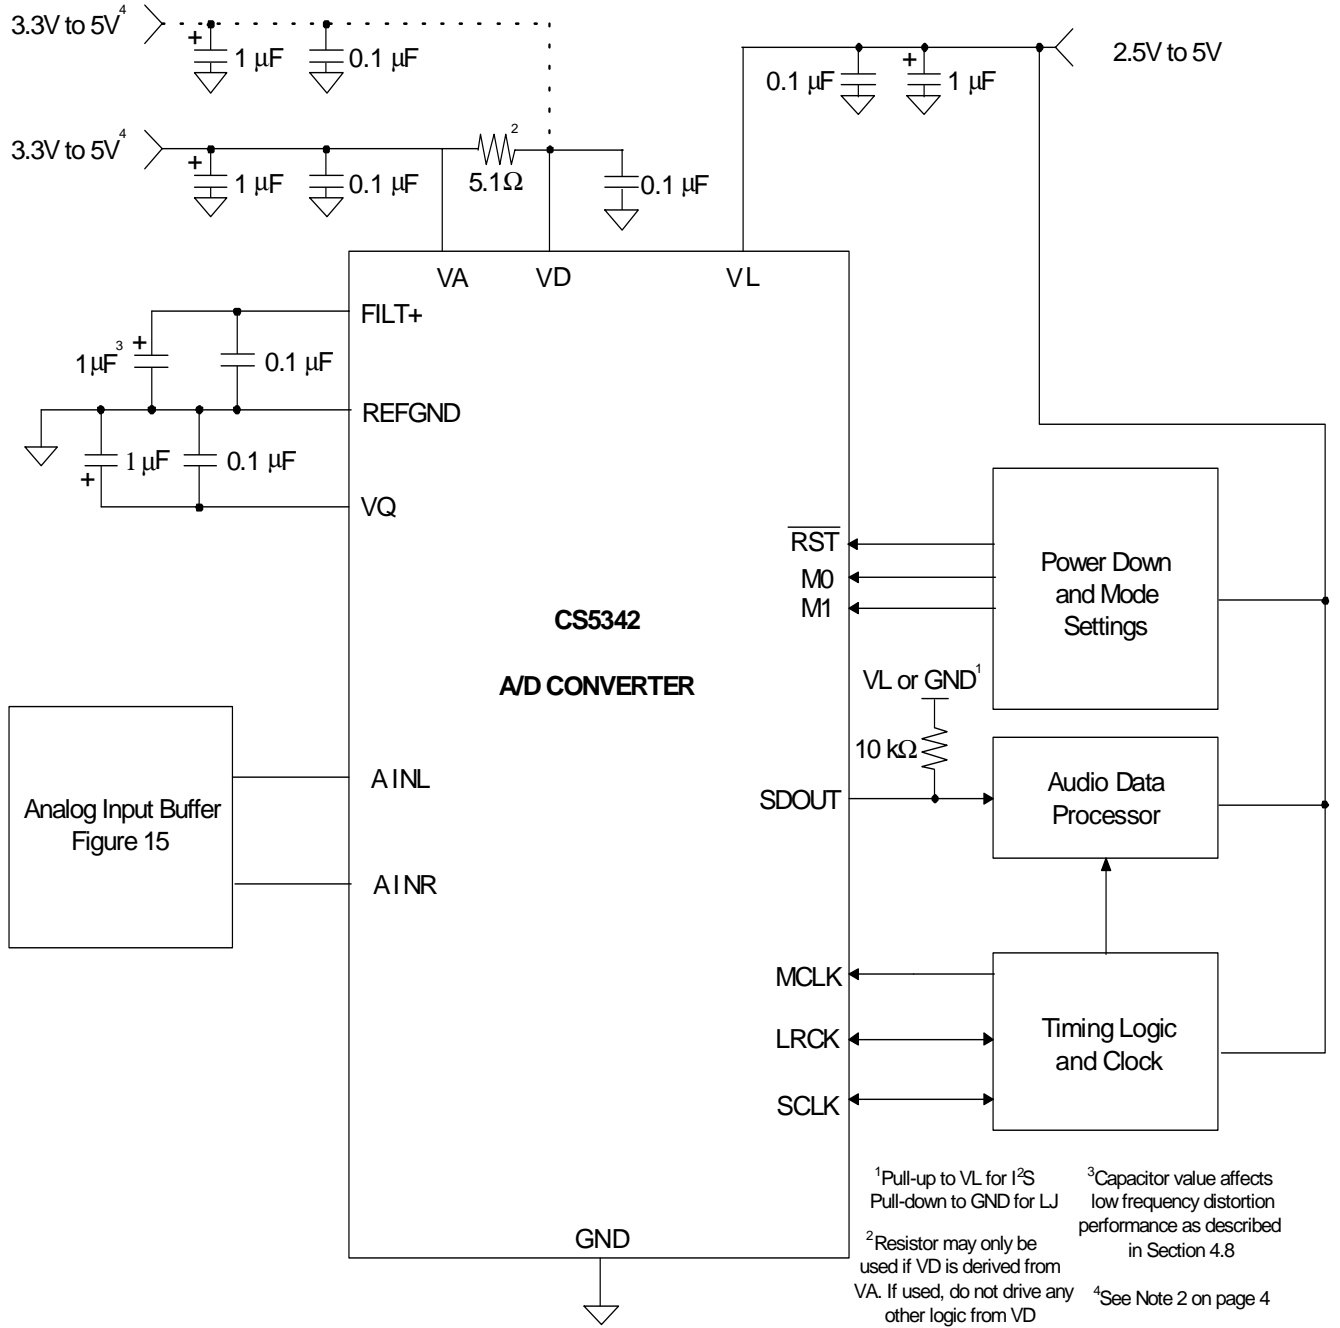 3.3V to 5V⁴
+
1 µF
0.1 µF
2.5V to 5V
0.1 µF
+
1 µF
3.3V to 5V⁴
+
1 µF
0.1 µF
2
5.1Ω
0.1 µF
VA
VD
VL
FILT+
1µF³
+
0.1 µF
REFGND
1 µF
+
0.1 µF
VQ
RST
M0
M1
Power Down
and Mode
Settings
CS5342
A/D CONVERTER
VL or GND¹
10 kΩ
Analog Input Buffer
Figure 15
AINL
AINR
SDOUT
Audio Data
Processor
MCLK
LRCK
SCLK
Timing Logic
and Clock
GND
¹Pull-up to VL for I²S
Pull-down to GND for LJ
²Resistor may only be
used if VD is derived from
VA. If used, do not drive any
other logic from VD
³Capacitor value affects
low frequency distortion
performance as described
in Section 4.8
⁴See Note 2 on page 4